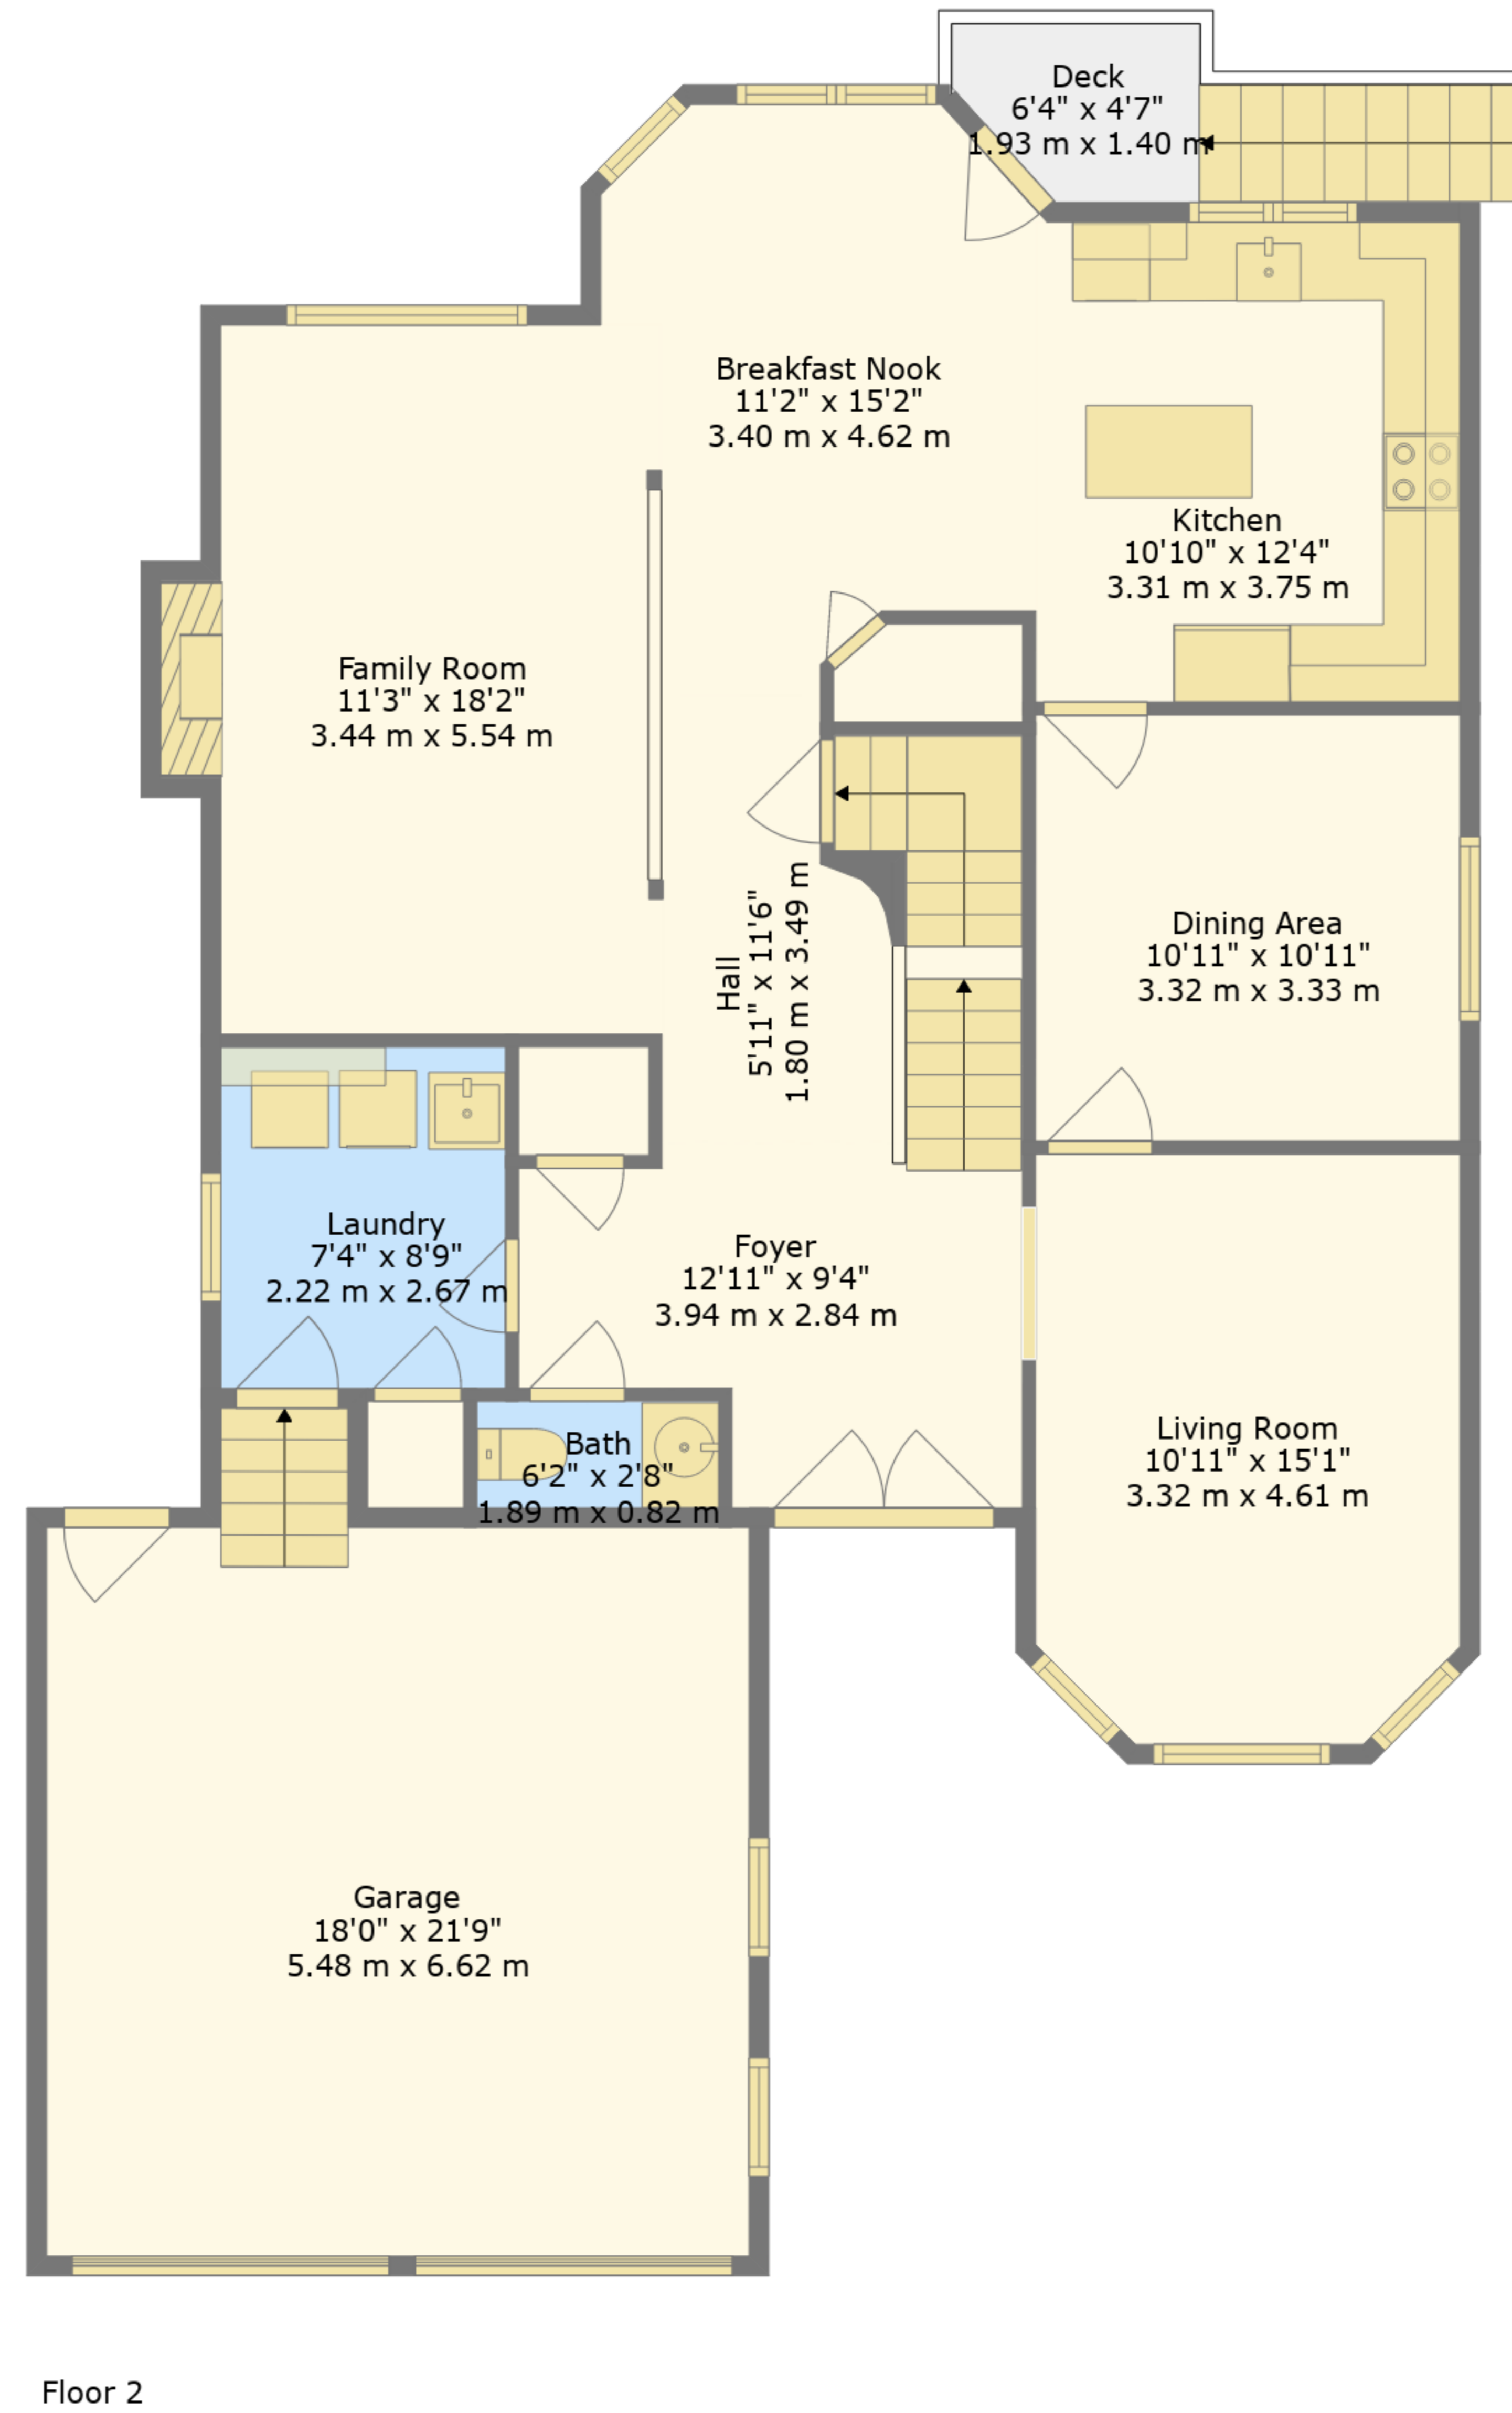 Deck
6'4" x 4'7"
1.93 m x 1.40 m
Breakfast Nook
11'2" x 15'2"
3.40 m x 4.62 m
Kitchen
10'10" x 12'4"
3.31 m x 3.75 m
Family Room
11'3" x 18'2"
3.44 m x 5.54 m
Hall
5'11" x 11'6"
1.80 m x 3.49 m
Dining Area
10'11" x 10'11"
3.32 m x 3.33 m
Laundry
7'4" x 8'9"
2.22 m x 2.67 m
Foyer
12'11" x 9'4"
3.94 m x 2.84 m
Bath
6'2" x 2'8"
1.89 m x 0.82 m
Living Room
10'11" x 15'1"
3.32 m x 4.61 m
Garage
18'0" x 21'9"
5.48 m x 6.62 m
Floor 2